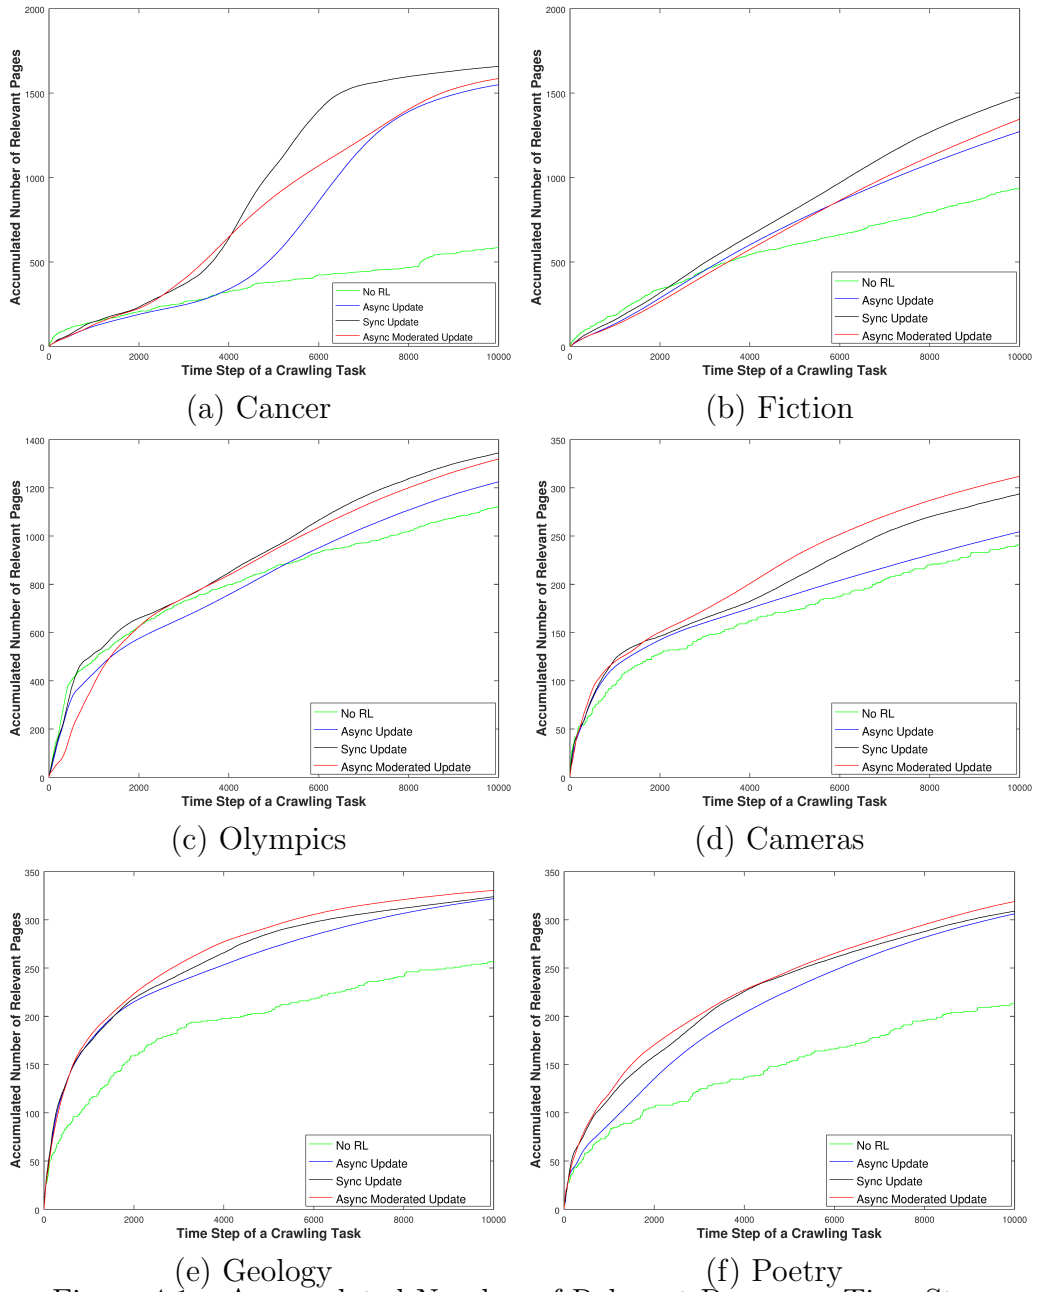 2000
1500
1000
500
0
0 2000 4000 6000 8000 10000
Accumulated Number of Relevant Pages
Time Step of a Crawling Task
No RL
Async Update
Sync Update
Async Moderated Update
(a) Cancer
2000
1500
1000
500
0
0 2000 4000 6000 8000 10000
Accumulated Number of Relevant Pages
Time Step of a Crawling Task
No RL
Async Update
Sync Update
Async Moderated Update
(b) Fiction
1400
1200
1000
800
600
400
200
0
0 2000 4000 6000 8000 10000
Accumulated Number of Relevant Pages
Time Step of a Crawling Task
No RL
Async Update
Sync Update
Async Moderated Update
(c) Olympics
350
300
250
200
150
100
50
0
0 2000 4000 6000 8000 10000
Accumulated Number of Relevant Pages
Time Step of a Crawling Task
No RL
Async Update
Sync Update
Async Moderated Update
(d) Cameras
350
300
250
200
150
100
50
0
0 2000 4000 6000 8000 10000
Accumulated Number of Relevant Pages
Time Step of a Crawling Task
No RL
Async Update
Sync Update
Async Moderated Update
(e) Geology
350
300
250
200
150
100
50
0
0 2000 4000 6000 8000 10000
Accumulated Number of Relevant Pages
Time Step of a Crawling Task
No RL
Async Update
Sync Update
Async Moderated Update
(f) Poetry